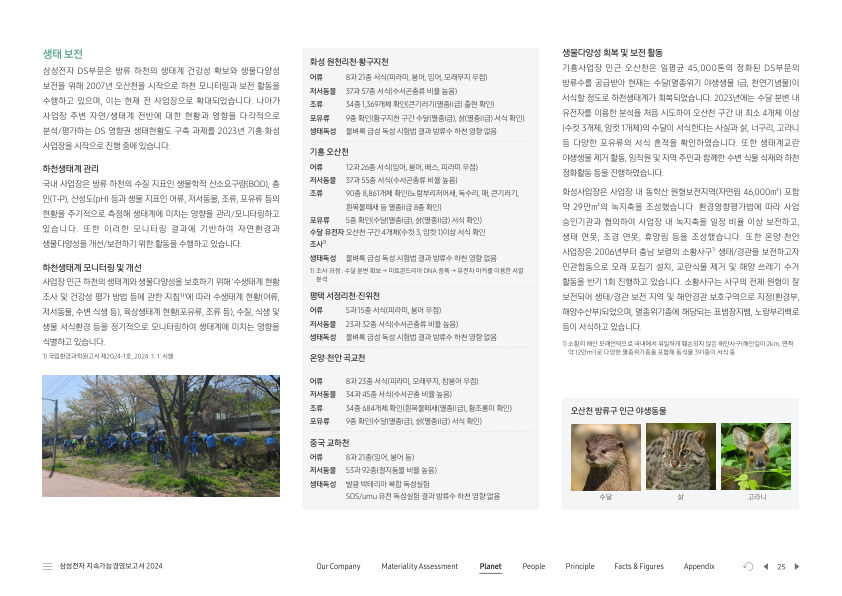 생태 보전
삼성전자 DS부문은 방류 하천의 생태계 건강성 확보와 생물다양성
보전을 위해 2007년 오산천을 시작으로 하천 모니터링과 보전 활동을
수행하고 있으며, 이는 현재 전 사업장으로 확대되었습니다. 나아가
사업장 주변 자연/생태계 전반에 대한 현황과 영향을 다각적으로
분석/평가하는 DS 영향권 생태현황도 구축 과제를 2023년 기흥·화성
사업장을 시작으로 진행 중에 있습니다.
하천생태계 관리
국내 사업장은 방류 하천의 수질 지표인 생물학적 산소요구량(BOD), 총
인(T-P), 산성도(pH) 등과 생물 지표인 어류, 저서동물, 조류, 포유류 등의
현황을 주기적으로 측정해 생태계에 미치는 영향을 관리/모니터링하고
있습니다. 또한 이러한 모니터링 결과에 기반하여 자연환경과
생물다양성을 개선/보전하기 위한 활동을 수행하고 있습니다.
하천생태계 모니터링 및 개선
사업장 인근 하천의 생태계와 생물다양성을 보호하기 위해 '수생태계 현황
조사 및 건강성 평가 방법 등에 관한 지침¹⁾'에 따라 수생태계 현황(어류,
저서동물, 수변 식생 등), 육상생태계 현황(포유류, 조류 등), 수질, 식생 및
생물 서식환경 등을 정기적으로 모니터링하여 생태계에 미치는 영향을
식별하고 있습니다.
1) 국립환경과학원고시 제2024-1호, 2024. 1. 1. 시행
화성 원천리천·황구지천
어류 8과 21종 서식(피라미, 붕어, 잉어, 모래무지 우점)
저서동물 37과 57종 서식(수서곤충류 비율 높음)
조류 34종 1,369개체 확인(큰기러기(멸종II급) 출현 확인)
포유류 9종 확인(황구지천 구간 수달(멸종I급), 삵(멸종II급) 서식 확인)
생태독성 물벼룩 급성 독성 시험법 결과 방류수 하천 영향 없음
기흥 오산천
어류 12과 26종 서식(잉어, 붕어, 배스, 피라미 우점)
저서동물 37과 55종 서식(수서곤충류 비율 높음)
조류 90종 8,861개체 확인(노랑부리저어새, 독수리, 매, 큰기러기,
흰목물떼새 등 멸종II급 8종 확인)
포유류 5종 확인(수달(멸종I급), 삵(멸종II급) 서식 확인)
수달 유전자 오산천 구간 4개체(수컷 3, 암컷 1)이상 서식 확인
조사¹⁾
생태독성 물벼룩 급성 독성 시험법 결과 방류수 하천 영향 없음
1) 조사 과정 : 수달 분변 확보 → 미토콘드리아 DNA 증폭 → 유전자 마커를 이용한 서열
분석
평택 서정리천·진위천
어류 5과 15종 서식(피라미, 붕어 우점)
저서동물 23과 32종 서식(수서곤충류 비율 높음)
생태독성 물벼룩 급성 독성 시험법 결과 방류수 하천 영향 없음
온양·천안 곡교천
어류 8과 23종 서식(피라미, 모래무지, 참붕어 우점)
저서동물 34과 45종 서식(수서곤충 비율 높음)
조류 34종 684개체 확인(흰목물떼새(멸종II급), 황조롱이 확인)
포유류 9종 확인(수달(멸종I급), 삵(멸종II급) 서식 확인)
중국 교하천
어류 8과 21종(잉어, 붕어 등)
저서동물 53과 92종(절지동물 비율 높음)
생태독성 발광 박테리아 복합 독성실험
SOS/umu 유전 독성실험 결과 방류수 하천 영향 없음
생물다양성 회복 및 보전 활동
기흥사업장 인근 오산천은 일평균 45,000톤의 정화된 DS부문의
방류수를 공급받아 현재는 수달(멸종위기 야생생물 I급, 천연기념물)이
서식할 정도로 하천생태계가 회복되었습니다. 2023년에는 수달 분변 내
유전자를 이용한 분석을 처음 시도하여 오산천 구간 내 최소 4개체 이상
(수컷 3개체, 암컷 1개체)의 수달이 서식한다는 사실과 삵, 너구리, 고라니
등 다양한 포유류의 서식 흔적을 확인하였습니다. 또한 생태계교란
야생생물 제거 활동, 임직원 및 지역 주민과 함께한 수변 식물 식재와 하천
정화활동 등을 진행하였습니다.
화성사업장은 사업장 내 동학산 원형보전지역(자연림 46,000m²) 포함
약 29만m²의 녹지축을 조성했습니다. 환경영향평가법에 따라 사업
승인기관과 협의하여 사업장 내 녹지축을 일정 비율 이상 보전하고,
생태 연못, 조경 연못, 휴양림 등을 조성했습니다. 또한 온양·천안
사업장은 2006년부터 충남 보령의 소황사구¹⁾ 생태/경관을 보전하고자
민관합동으로 모래 포집기 설치, 교란식물 제거 및 해양 쓰레기 수거
활동을 반기 1회 진행하고 있습니다. 소황사구는 사구의 전체 원형이 잘
보전되어 생태/경관 보전 지역 및 해안경관 보호구역으로 지정(환경부,
해양수산부)되었으며, 멸종위기종에 해당되는 표범장지뱀, 노랑부리백로
등이 서식하고 있습니다.
1) 소황리 해안 모래언덕으로 국내에서 유일하게 훼손되지 않은 해안사구(해안길이 2km, 면적
약 12만m²)로 다양한 멸종위기종을 포함해 동식물 391종이 서식 중
오산천 방류구 인근 야생동물
수달 삵 고라니
삼성전자 지속가능경영보고서 2024 Our Company Materiality Assessment Planet People Principle Facts & Figures Appendix 25